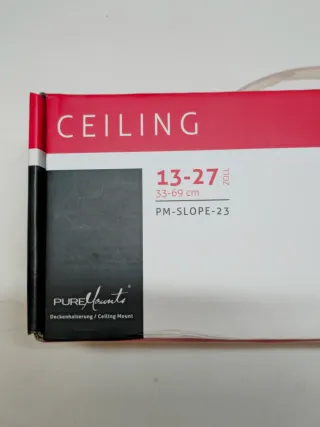 CEILING
13-27 ZOLL
33-69 cm
PM-SLOPE-23
PUREMounts®
Deckenhalterung / Ceiling Mount